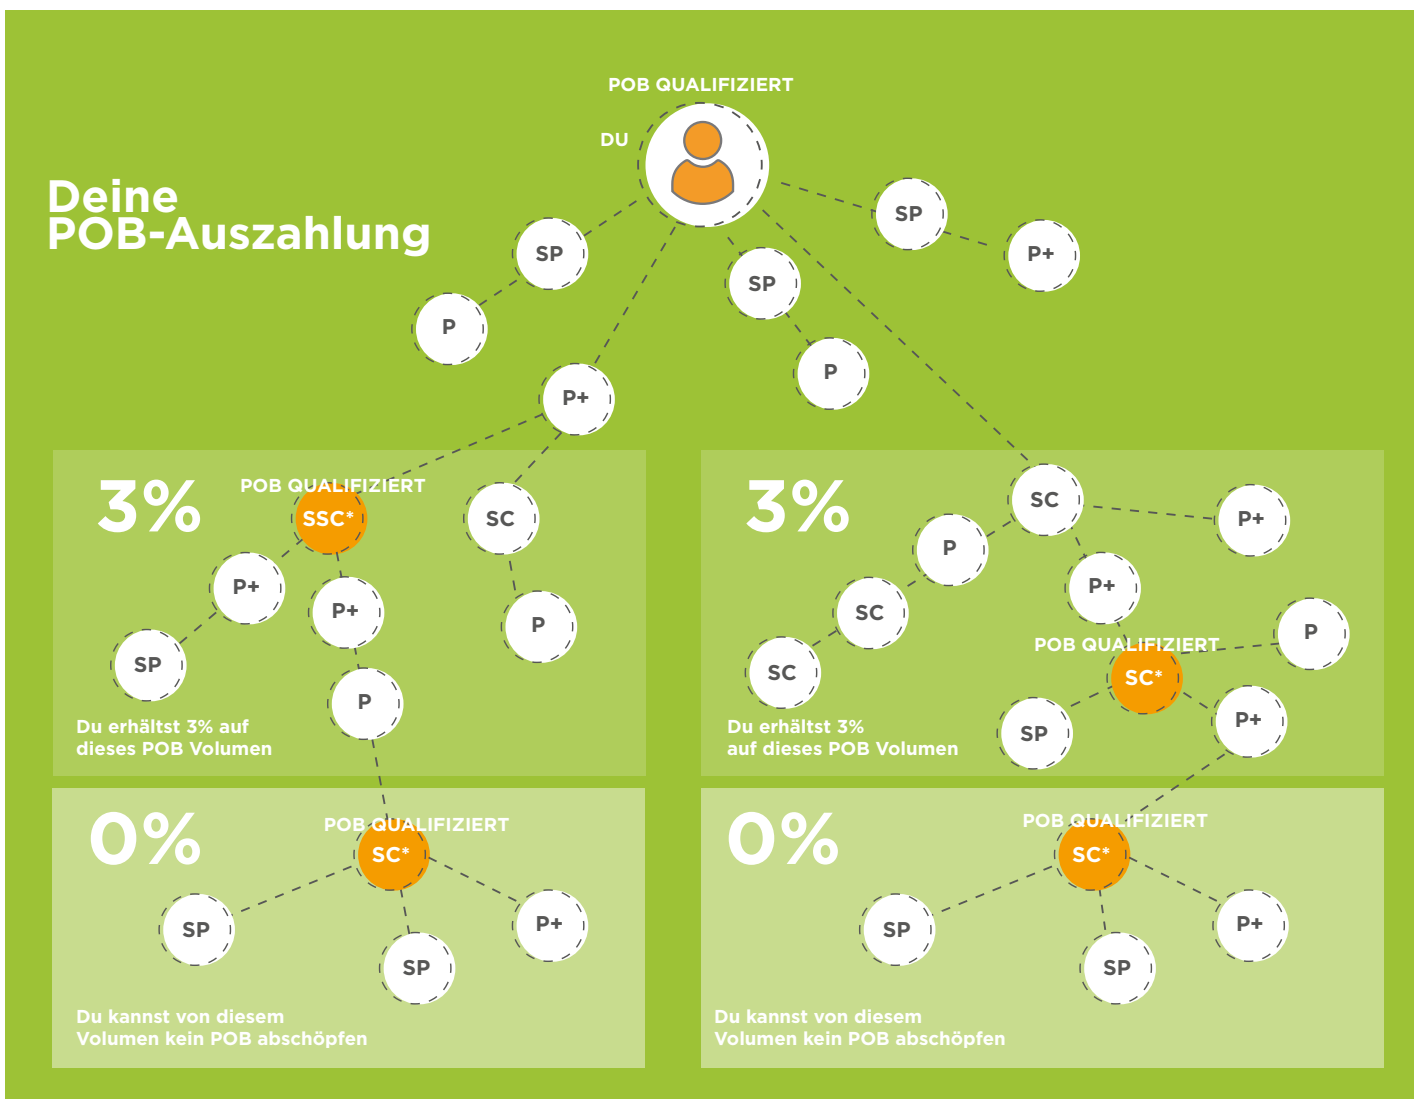 POB QUALIFIZIERT
DU
Deine
POB-Auszahlung
SP
P+
SP
SP
P
P
P+
3%
POB QUALIFIZIERT
SSC*
SC
P+
P+
P
SP
P
Du erhältst 3% auf
dieses POB Volumen
3%
SC
P+
P
P+
SC
P
POB QUALIFIZIERT
SC*
SC
P+
SP
Du erhältst 3%
auf dieses POB Volumen
0%
POB QUALIFIZIERT
SC*
SP
P+
SP
Du kannst von diesem
Volumen kein POB abschöpfen
0%
POB QUALIFIZIERT
SC*
SP
P+
SP
Du kannst von diesem
Volumen kein POB abschöpfen